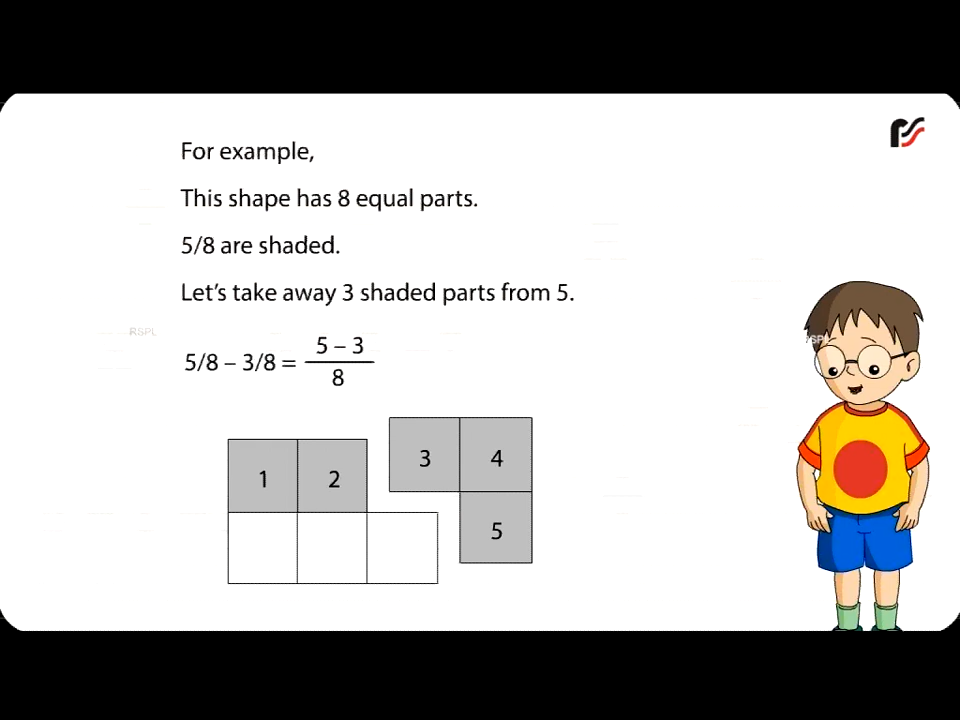 For example,
This shape has 8 equal parts.
5/8 are shaded.
Let’s take away 3 shaded parts from 5.
RSPL
5/8 – 3/8 = 5 – 3
8
3 4
1 2
5